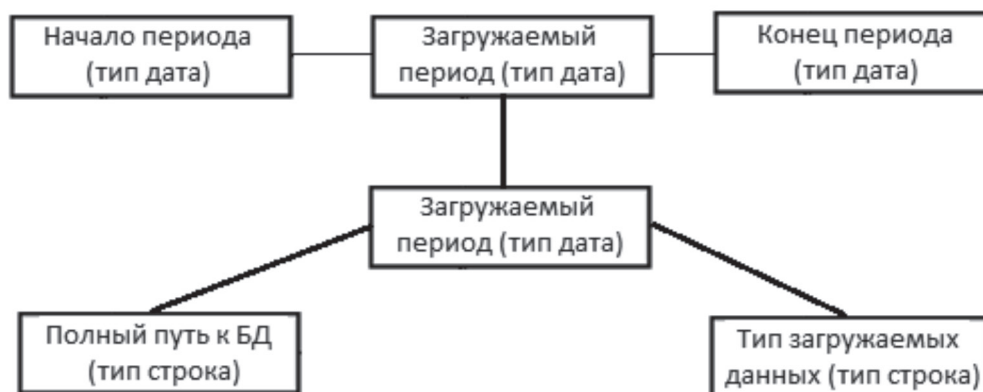 Начало периода
(тип дата)
Загружаемый
период (тип дата)
Конец периода
(тип дата)
Загружаемый
период (тип дата)
Полный путь к БД
(тип строка)
Тип загружаемых
данных (тип строка)